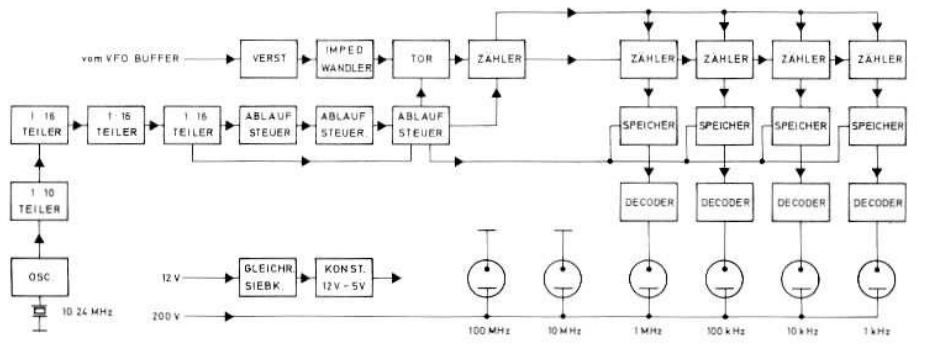 vom VFO BUFFER
VERST
IMPED
WANDLER
TOR
ZÄHLER
ZÄHLER
ZÄHLER
ZÄHLER
ZÄHLER
1 : 16
TEILER
1 : 16
TEILER
1 : 16
TEILER
ABLAUF
STEUER
ABLAUF
STEUER.
ABLAUF
STEUER
SPEICHER
SPEICHER
SPEICHER
SPEICHER
1 : 10
TEILER
DECODER
DECODER
DECODER
DECODER
OSC.
12 V
GLEICHR.
SIEBK.
KONST.
12V - 5V
10.24 MHz
200 V
100 MHz
10 MHz
1 MHz
100 kHz
10 kHz
1 kHz